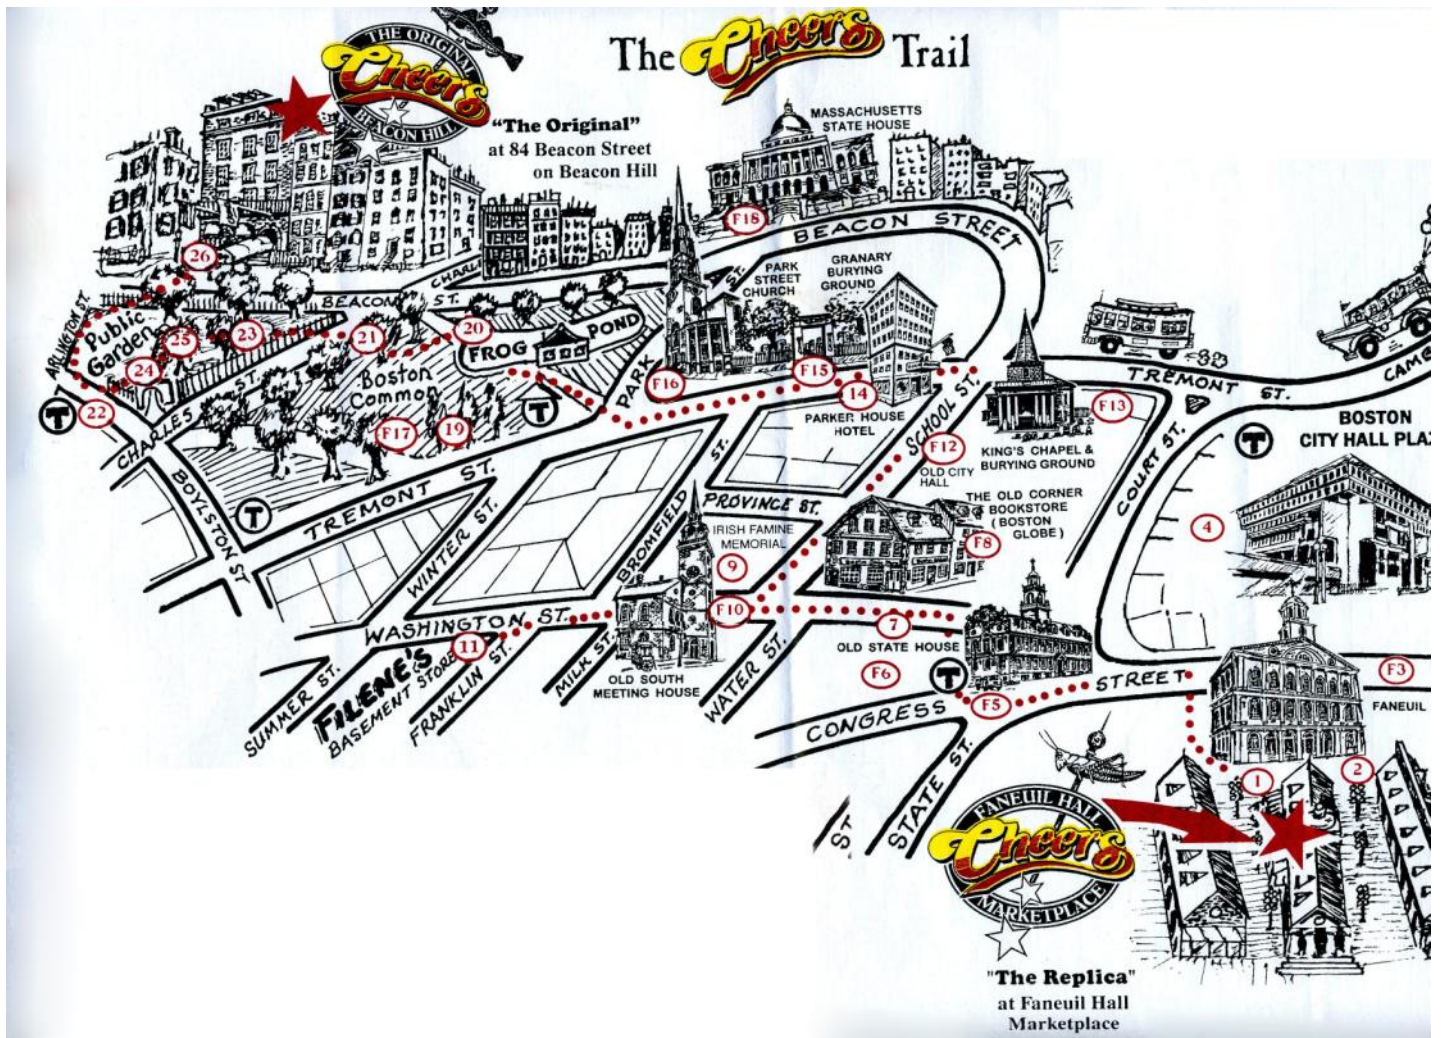 THE ORIGINAL
Cheers
BEACON HILL
The Cheers Trail
"The Original"
at 84 Beacon Street
on Beacon Hill
MASSACHUSETTS
STATE HOUSE
F18
BEACON STREET
26
CHARLES
BEACON ST.
ARLINGTON ST.
Public
Garden
25
23
21
20
24
22
FROG POND
Boston
Common
F17
19
T
T
T
CHARLES ST.
BOYLSTON ST
PARK ST.
PARK
STREET
CHURCH
GRANARY
BURYING
GROUND
F16
F15
14
PARKER HOUSE
HOTEL
SCHOOL ST.
F12
OLD CITY
HALL
KING'S CHAPEL &
BURYING GROUND
F13
TREMONT ST.
CAMB
COURT ST.
T
BOSTON
CITY HALL PLAZ
4
TREMONT ST.
WINTER ST.
BROMFIELD ST.
PROVINCE ST.
IRISH FAMINE
MEMORIAL
9
THE OLD CORNER
BOOKSTORE
(BOSTON
GLOBE)
F8
WASHINGTON ST.
F10
7
OLD STATE HOUSE
F6
T
F5
11
SUMMER ST.
FILENE'S
BASEMENT STORE
FRANKLIN ST.
MILK ST.
OLD SOUTH
MEETING HOUSE
WATER ST.
CONGRESS
STREET
F3
FANEUIL
1
2
STATE ST.
ST
FANEUIL HALL
Cheers
MARKETPLACE
"The Replica"
at Faneuil Hall
Marketplace